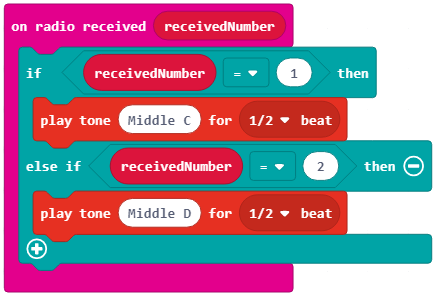 on radio received receivedNumber
if receivedNumber = 1 then
play tone Middle C for 1/2 beat
else if receivedNumber = 2 then
play tone Middle D for 1/2 beat